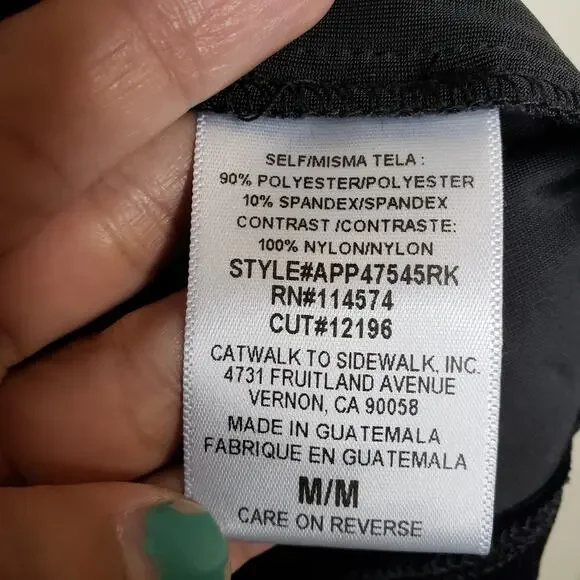 SELF/MISMA TELA :
90% POLYESTER/POLYESTER
10% SPANDEX/SPANDEX
CONTRAST /CONTRASTE:
100% NYLON/NYLON
STYLE#APP47545RK
RN#114574
CUT#12196
CATWALK TO SIDEWALK, INC.
4731 FRUITLAND AVENUE
VERNON, CA 90058
MADE IN GUATEMALA
FABRIQUE EN GUATEMALA
M/M
CARE ON REVERSE